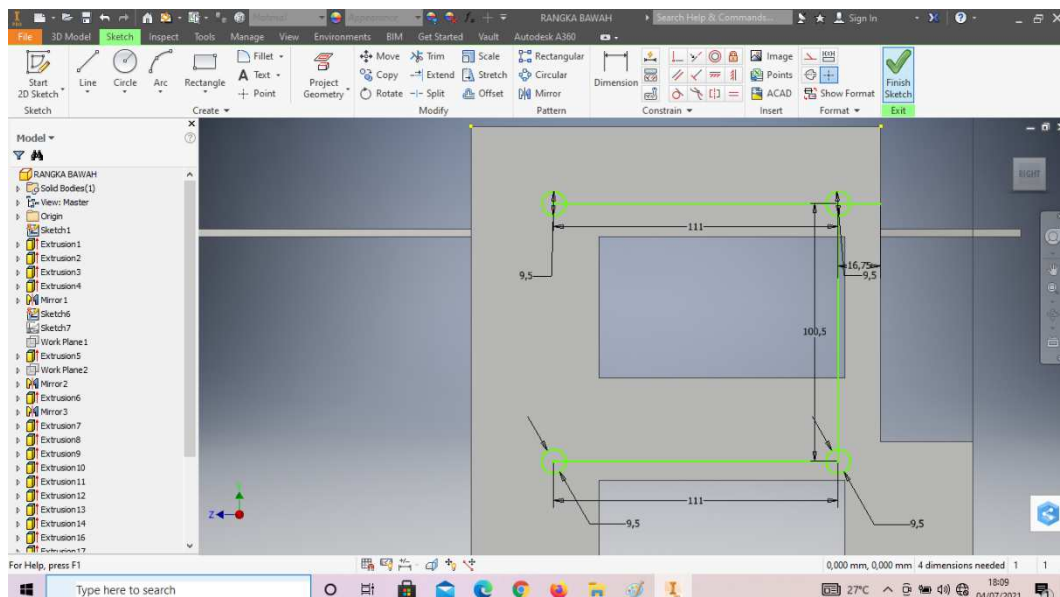 Material
Appearance
RANGKA BAWAH
Search Help & Commands...
Sign In
File 3D Model Sketch Inspect Tools Manage View Environments BIM Get Started Vault Autodesk A360
Start 2D Sketch
Line
Circle
Arc
Rectangle
Fillet
Text
Point
Project Geometry
Move Trim Scale
Copy Extend Stretch
Rotate Split Offset
Rectangular
Circular
Mirror
Dimension
Image
Points
ACAD
Show Format
Finish Sketch
Sketch Create Modify Pattern Constrain Insert Format Exit
Model
RANGKA BAWAH
Solid Bodies(1)
View: Master
Origin
Sketch1
Extrusion1
Extrusion2
Extrusion3
Extrusion4
Mirror1
Sketch6
Sketch7
Work Plane1
Extrusion5
Work Plane2
Mirror2
Extrusion6
Mirror3
Extrusion7
Extrusion8
Extrusion9
Extrusion10
Extrusion11
Extrusion12
Extrusion13
Extrusion14
Extrusion16
Extrusion17
RIGHT
111
9,5
16,75
9,5
100,5
111
9,5
9,5
Z
For Help, press F1
0,000 mm, 0,000 mm 4 dimensions needed 1 1
Type here to search
27°C
18:09
04/07/2021